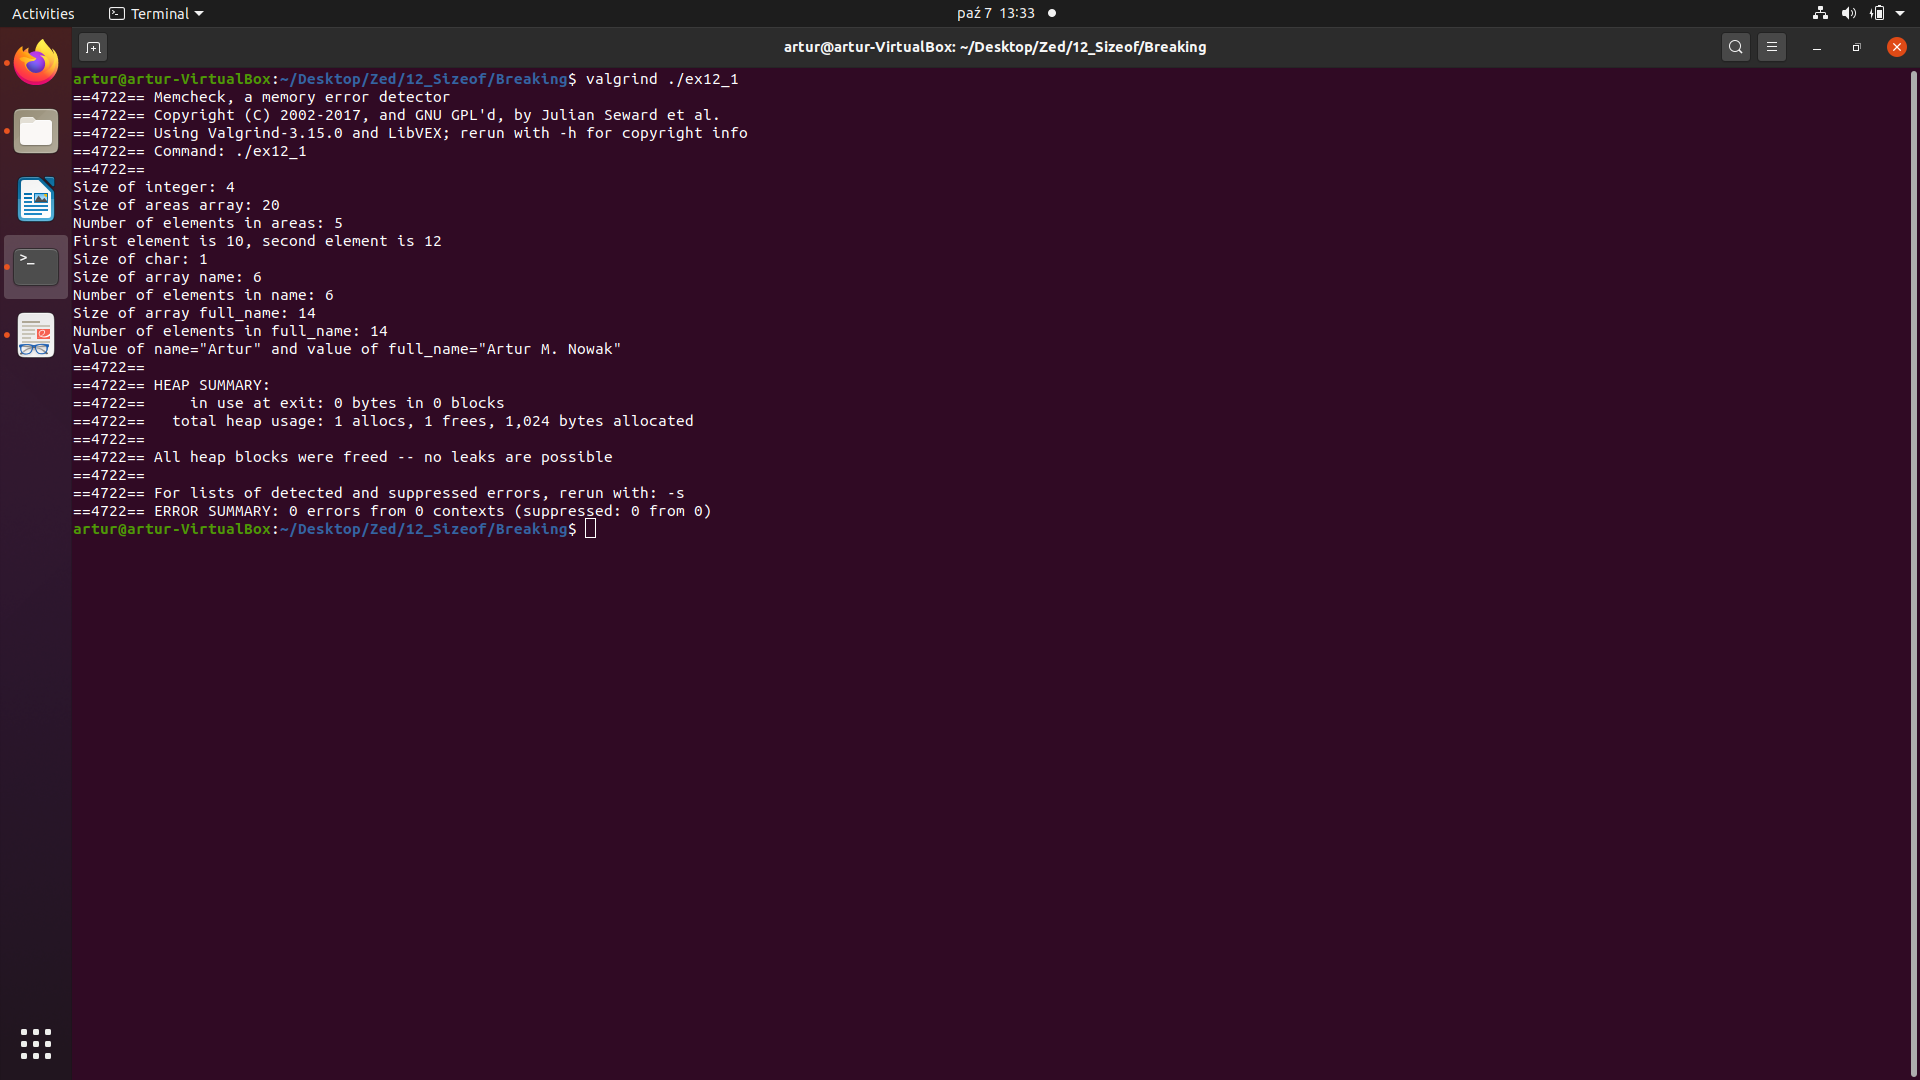 Activities
Terminal
paź 7 13:33
artur@artur-VirtualBox: ~/Desktop/Zed/12_Sizeof/Breaking
artur@artur-VirtualBox:~/Desktop/Zed/12_Sizeof/Breaking$ valgrind ./ex12_1
==4722== Memcheck, a memory error detector
==4722== Copyright (C) 2002-2017, and GNU GPL'd, by Julian Seward et al.
==4722== Using Valgrind-3.15.0 and LibVEX; rerun with -h for copyright info
==4722== Command: ./ex12_1
==4722==
Size of integer: 4
Size of areas array: 20
Number of elements in areas: 5
First element is 10, second element is 12
Size of char: 1
Size of array name: 6
Number of elements in name: 6
Size of array full_name: 14
Number of elements in full_name: 14
Value of name="Artur" and value of full_name="Artur M. Nowak"
==4722==
==4722== HEAP SUMMARY:
==4722==     in use at exit: 0 bytes in 0 blocks
==4722==   total heap usage: 1 allocs, 1 frees, 1,024 bytes allocated
==4722==
==4722== All heap blocks were freed -- no leaks are possible
==4722==
==4722== For lists of detected and suppressed errors, rerun with: -s
==4722== ERROR SUMMARY: 0 errors from 0 contexts (suppressed: 0 from 0)
artur@artur-VirtualBox:~/Desktop/Zed/12_Sizeof/Breaking$